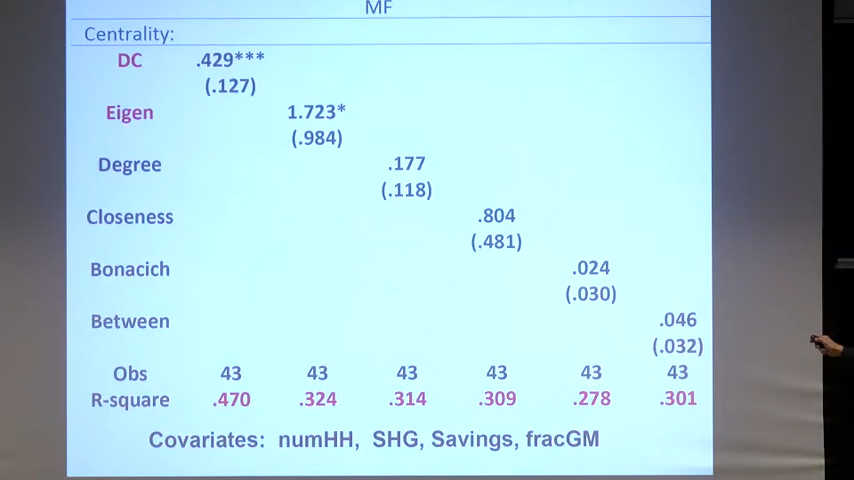 MF
Centrality:
DC .429***
(.127)
Eigen 1.723*
(.984)
Degree .177
(.118)
Closeness .804
(.481)
Bonacich .024
(.030)
Between .046
(.032)
Obs 43 43 43 43 43 43
R-square .470 .324 .314 .309 .278 .301
Covariates: numHH, SHG, Savings, fracGM